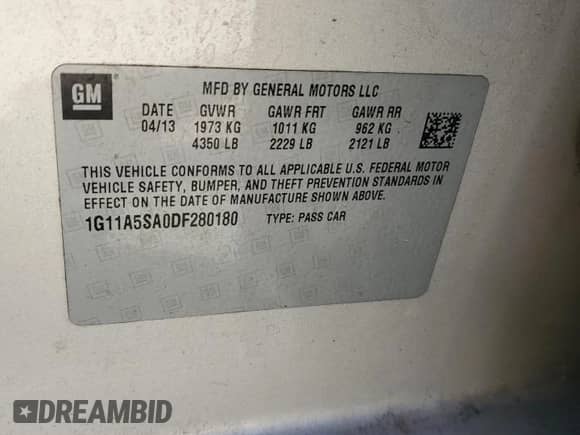 GM
MFD BY GENERAL MOTORS LLC
DATE GVWR GAWR FRT GAWR RR
04/13 1973 KG 1011 KG 962 KG
4350 LB 2229 LB 2121 LB
THIS VEHICLE CONFORMS TO ALL APPLICABLE U.S. FEDERAL MOTOR
VEHICLE SAFETY, BUMPER, AND THEFT PREVENTION STANDARDS IN
EFFECT ON THE DATE OF MANUFACTURE SHOWN ABOVE.
1G11A5SA0DF280180 TYPE: PASS CAR
DREAMBID